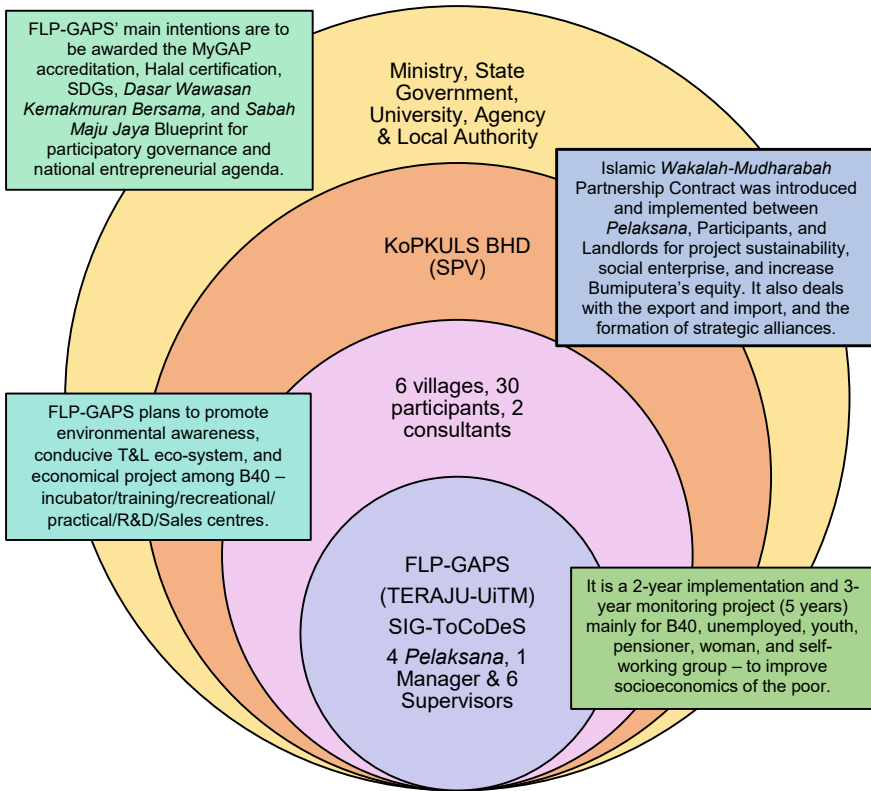 FLP-GAPS' main intentions are to
be awarded the MyGAP
accreditation, Halal certification,
SDGs, Dasar Wawasan
Kemakmuran Bersama, and Sabah
Maju Jaya Blueprint for
participatory governance and
national entrepreneurial agenda.
Ministry, State
Government,
University, Agency
& Local Authority
Islamic Wakalah-Mudharabah
Partnership Contract was introduced
and implemented between
Pelaksana, Participants, and
Landlords for project sustainability,
social enterprise, and increase
Bumiputera's equity. It also deals
with the export and import, and the
formation of strategic alliances.
KoPKULS BHD
(SPV)
6 villages, 30
participants, 2
consultants
FLP-GAPS plans to promote
environmental awareness,
conducive T&L eco-system, and
economical project among B40 –
incubator/training/recreational/
practical/R&D/Sales centres.
FLP-GAPS
(TERAJU-UiTM)
SIG-ToCoDeS
4 Pelaksana, 1
Manager & 6
Supervisors
It is a 2-year implementation and 3-
year monitoring project (5 years)
mainly for B40, unemployed, youth,
pensioner, woman, and self-
working group – to improve
socioeconomics of the poor.